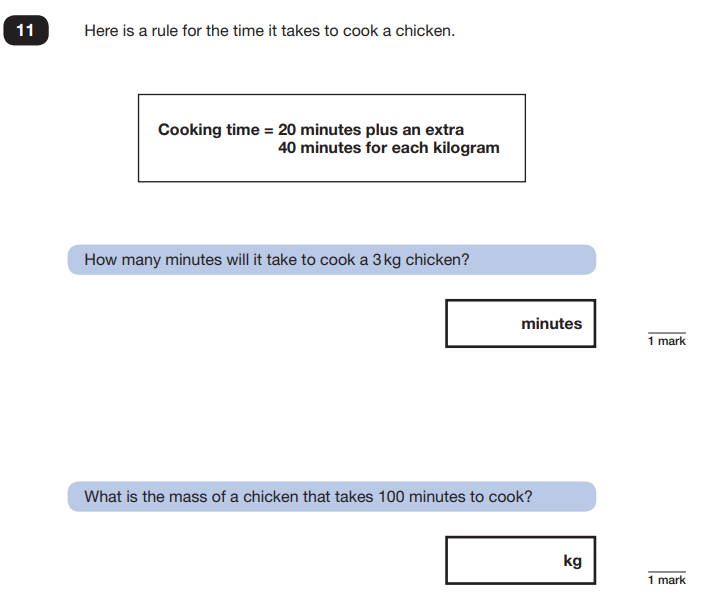 11
Here is a rule for the time it takes to cook a chicken.
Cooking time = 20 minutes plus an extra
40 minutes for each kilogram
How many minutes will it take to cook a 3 kg chicken?
minutes
1 mark
What is the mass of a chicken that takes 100 minutes to cook?
kg
1 mark